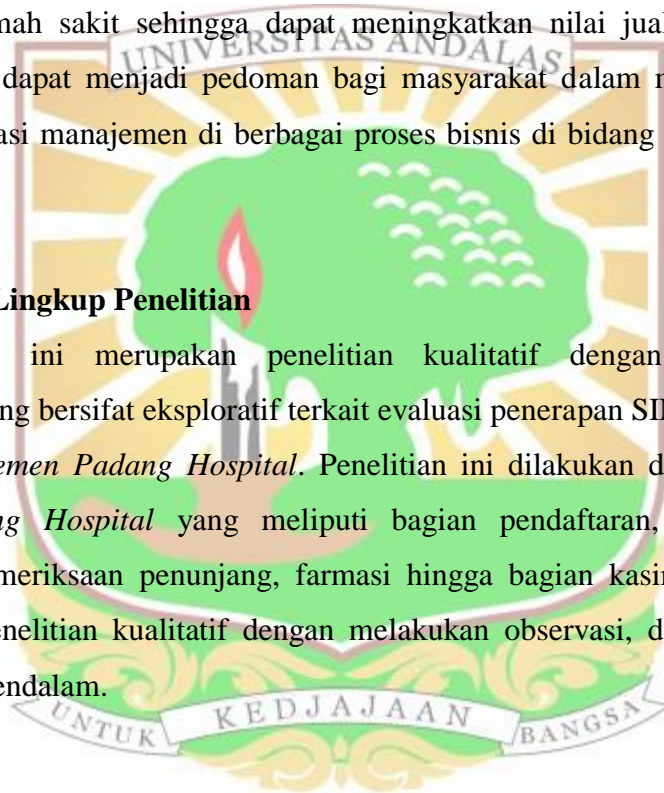 mah sakit sehingga dapat meningkatkan nilai jual
UNIVERSITAS ANDALAS
dapat menjadi pedoman bagi masyarakat dalam
asi manajemen di berbagai proses bisnis di bidang
Lingkup Penelitian
ini merupakan penelitian kualitatif dengan
ng bersifat eksploratif terkait evaluasi penerapan
emen Padang Hospital. Penelitian ini dilakukan
ng Hospital yang meliputi bagian pendaftaran,
meriksaan penunjang, farmasi hingga bagian kasir
enelitian kualitatif dengan melakukan observasi,
endalam.
UNTUK KEDJAJAAN BANGSA